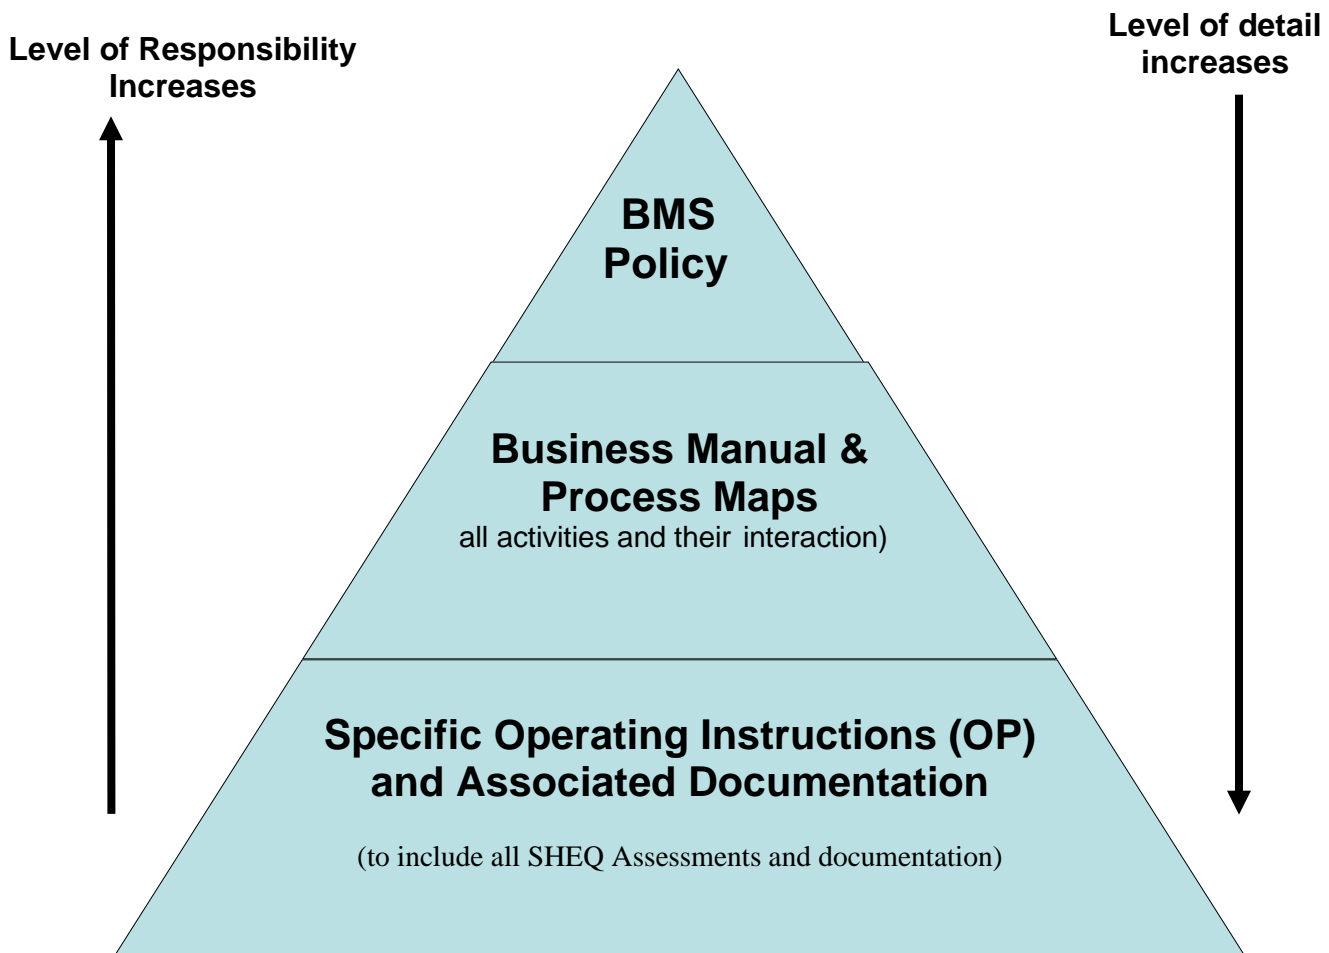 Level of Responsibility
Increases
Level of detail
increases
BMS
Policy
Business Manual &
Process Maps
all activities and their interaction)
Specific Operating Instructions (OP)
and Associated Documentation
(to include all SHEQ Assessments and documentation)